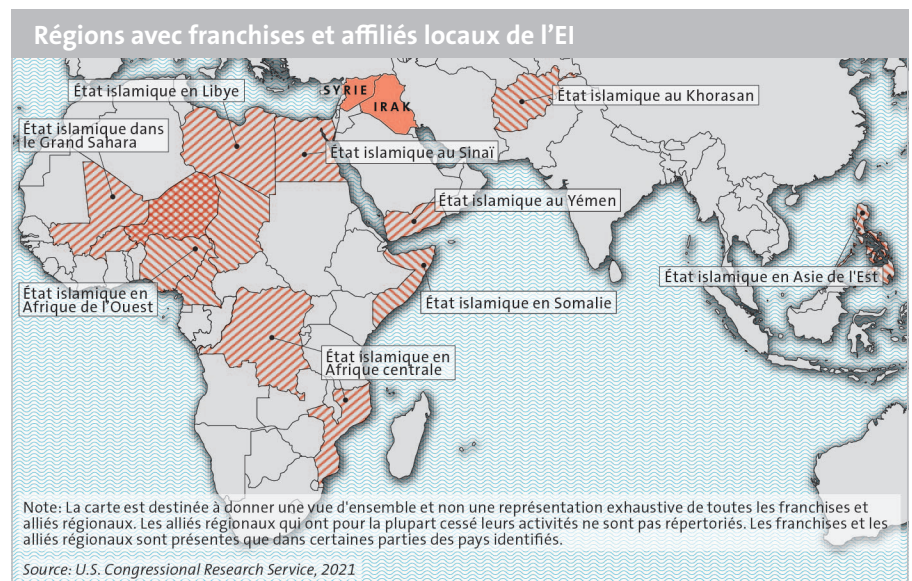 Régions avec franchises et affiliés locaux de l’EI
État islamique en Libye
SYRIE
IRAK
État islamique au Khorasan
État islamique dans
le Grand Sahara
État islamique au Sinaï
État islamique au Yémen
État islamique en Asie de l'Est
État islamique en
Afrique de l'Ouest
État islamique en Somalie
État islamique en
Afrique centrale
Note: La carte est destinée à donner une vue d'ensemble et non une représentation exhaustive de toutes les franchises et
alliés régionaux. Les alliés régionaux qui ont pour la plupart cessé leurs activités ne sont pas répertoriés. Les franchises et les
alliés régionaux sont présentes que dans certaines parties des pays identifiés.
Source: U.S. Congressional Research Service, 2021